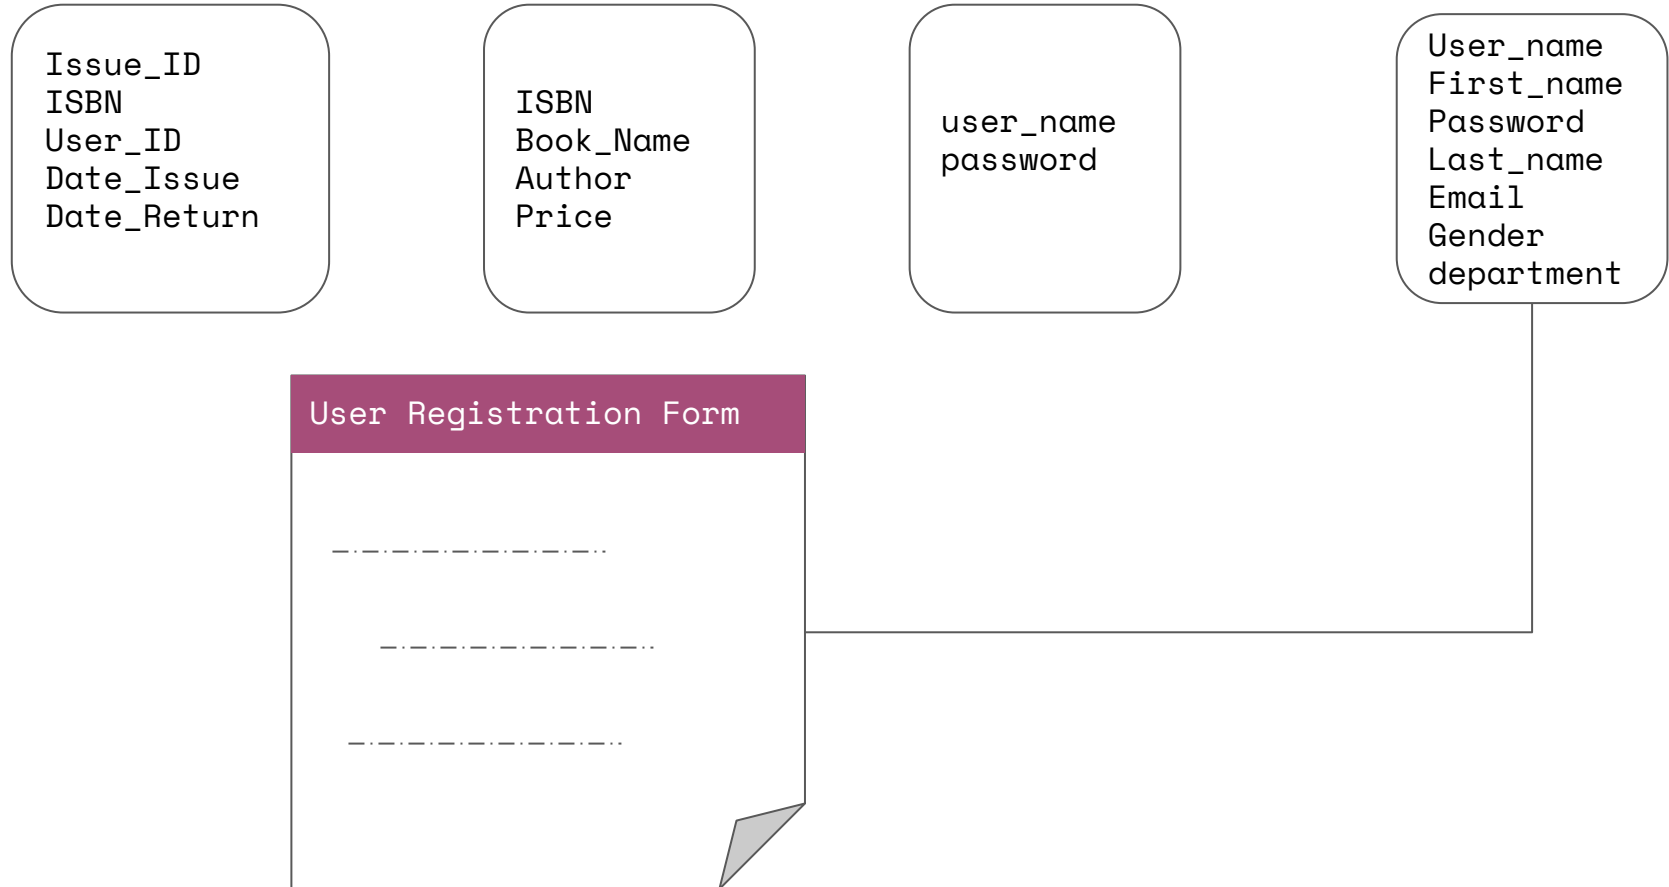 Issue_ID
ISBN
User_ID
Date_Issue
Date_Return
ISBN
Book_Name
Author
Price
user_name
password
User_name
First_name
Password
Last_name
Email
Gender
department
User Registration Form